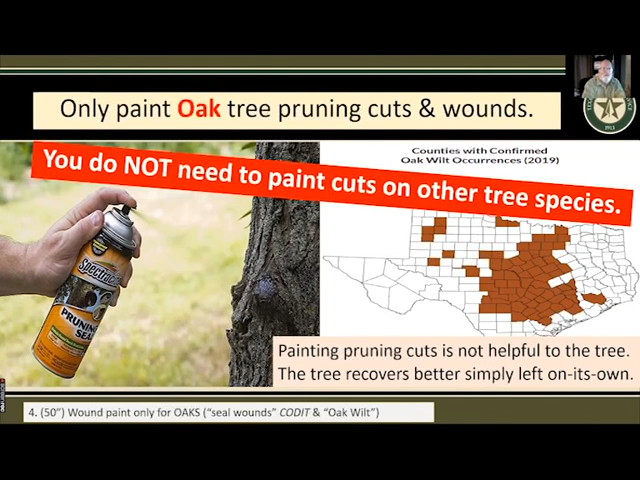 Only paint Oak tree pruning cuts & wounds.
You do NOT need to paint cuts on other tree species.
Counties with Confirmed
Oak Wilt Occurrences (2019)
PRUNING
SEAL
1915
Painting pruning cuts is not helpful to the tree.
The tree recovers better simply left on-its-own.
4. (50") Wound paint only for OAKS ("seal wounds" CODIT & "Oak Wilt")